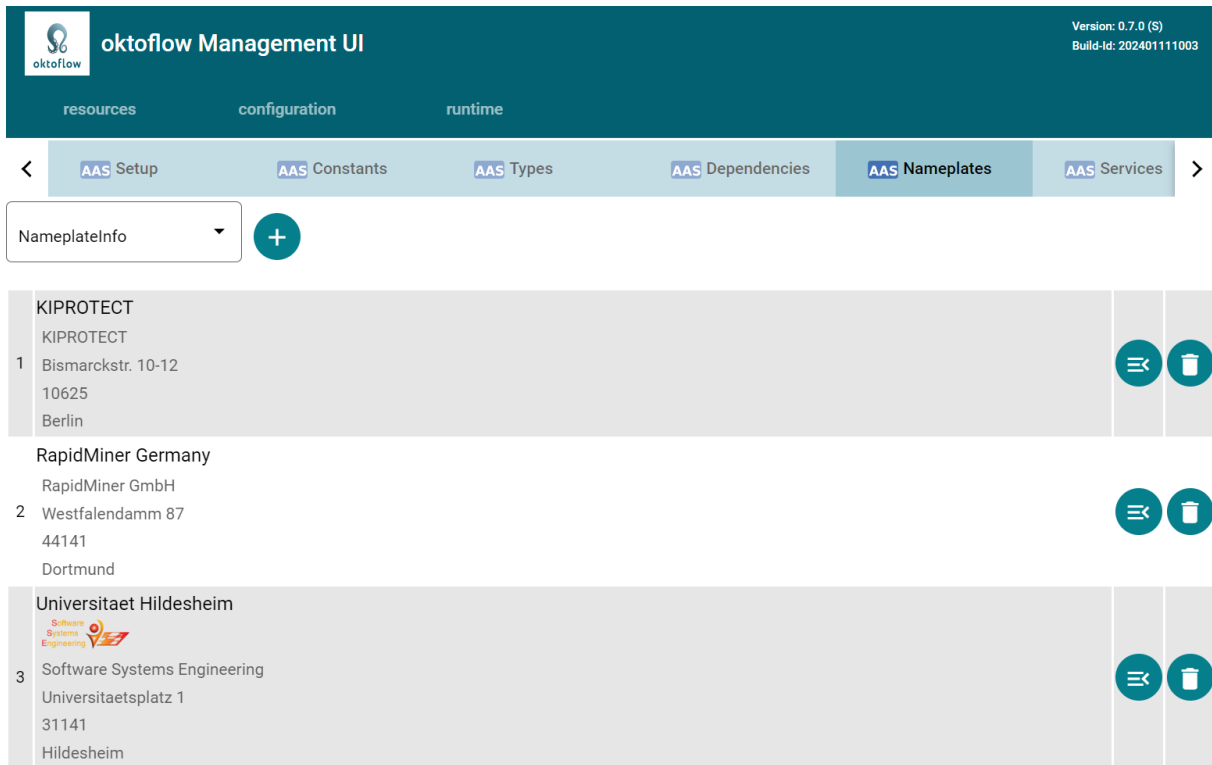 oktoflow
oktoflow Management UI
Version: 0.7.0 (S)
Build-Id: 202401111003
resources configuration runtime
AAS Setup AAS Constants AAS Types AAS Dependencies AAS Nameplates AAS Services
NameplateInfo
KIPROTECT
KIPROTECT
1 Bismarckstr. 10-12
10625
Berlin
RapidMiner Germany
RapidMiner GmbH
2 Westfalendamm 87
44141
Dortmund
Universitaet Hildesheim
Software
Systems
Engineering
Software Systems Engineering
3 Universitaetsplatz 1
31141
Hildesheim